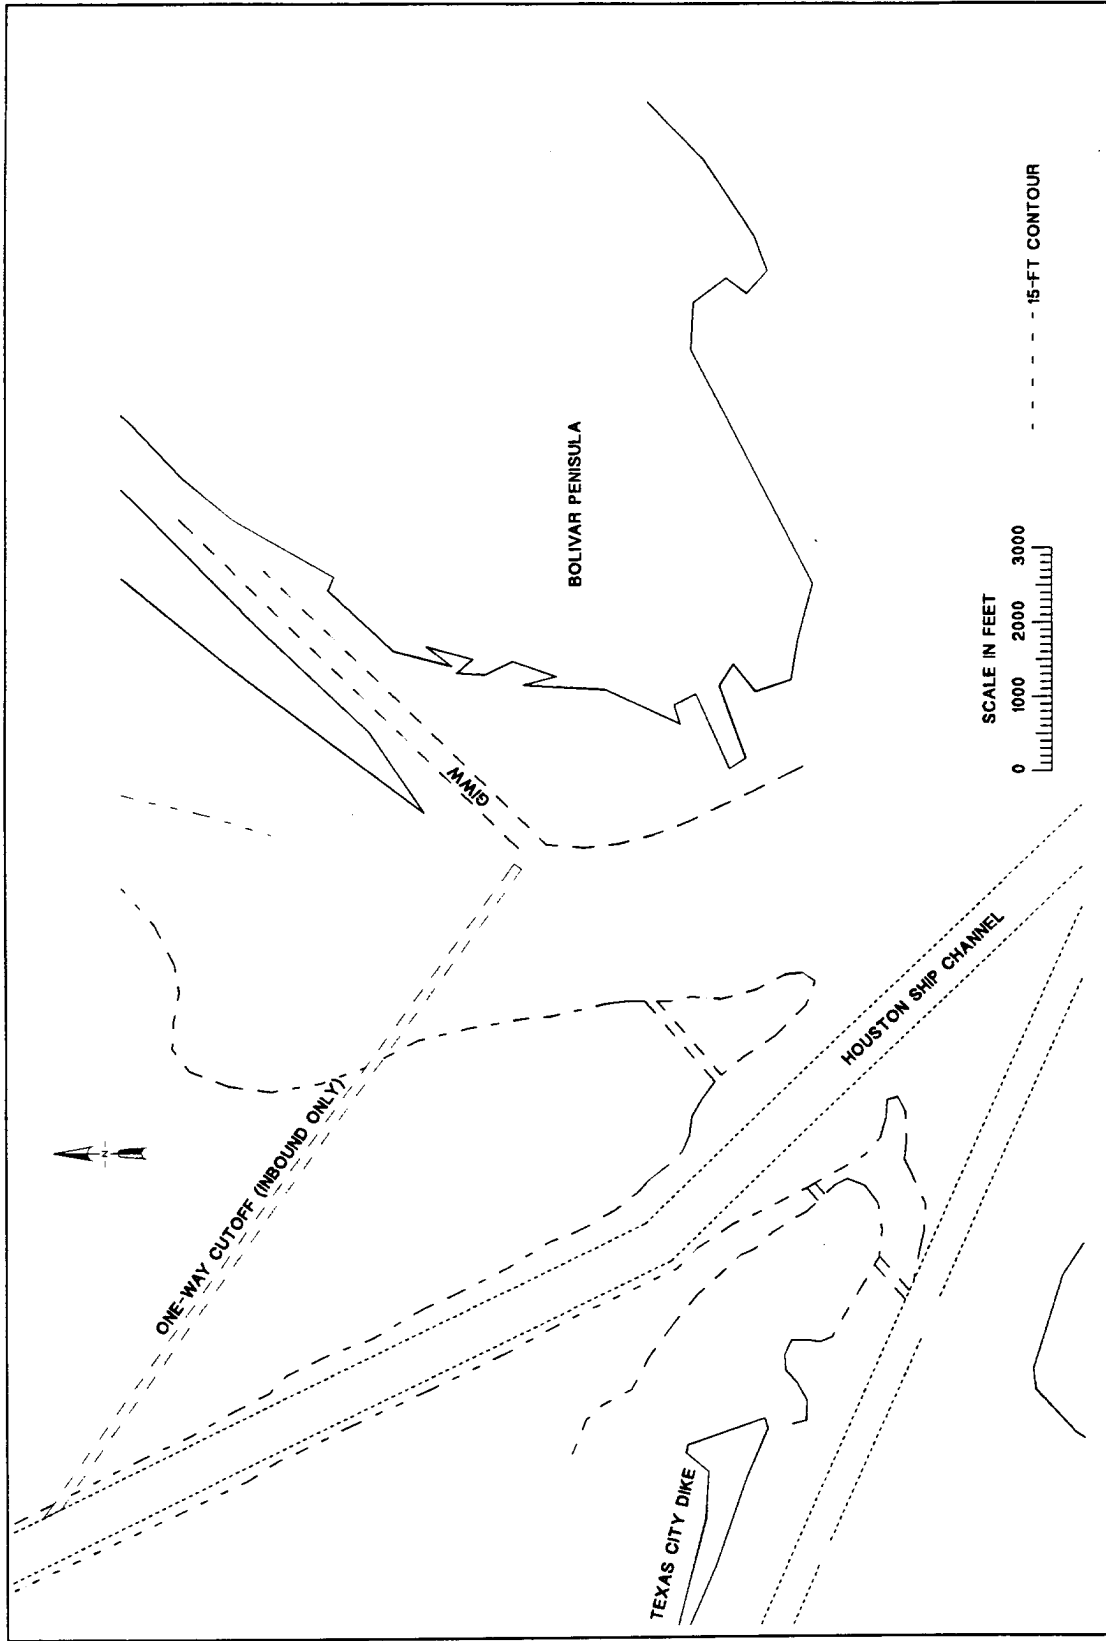 N
ONE-WAY CUTOFF (INBOUND ONLY)
GIWW
BOLIVAR PENISULA
HOUSTON SHIP CHANNEL
TEXAS CITY DIKE
SCALE IN FEET
0 1000 2000 3000
15-FT CONTOUR